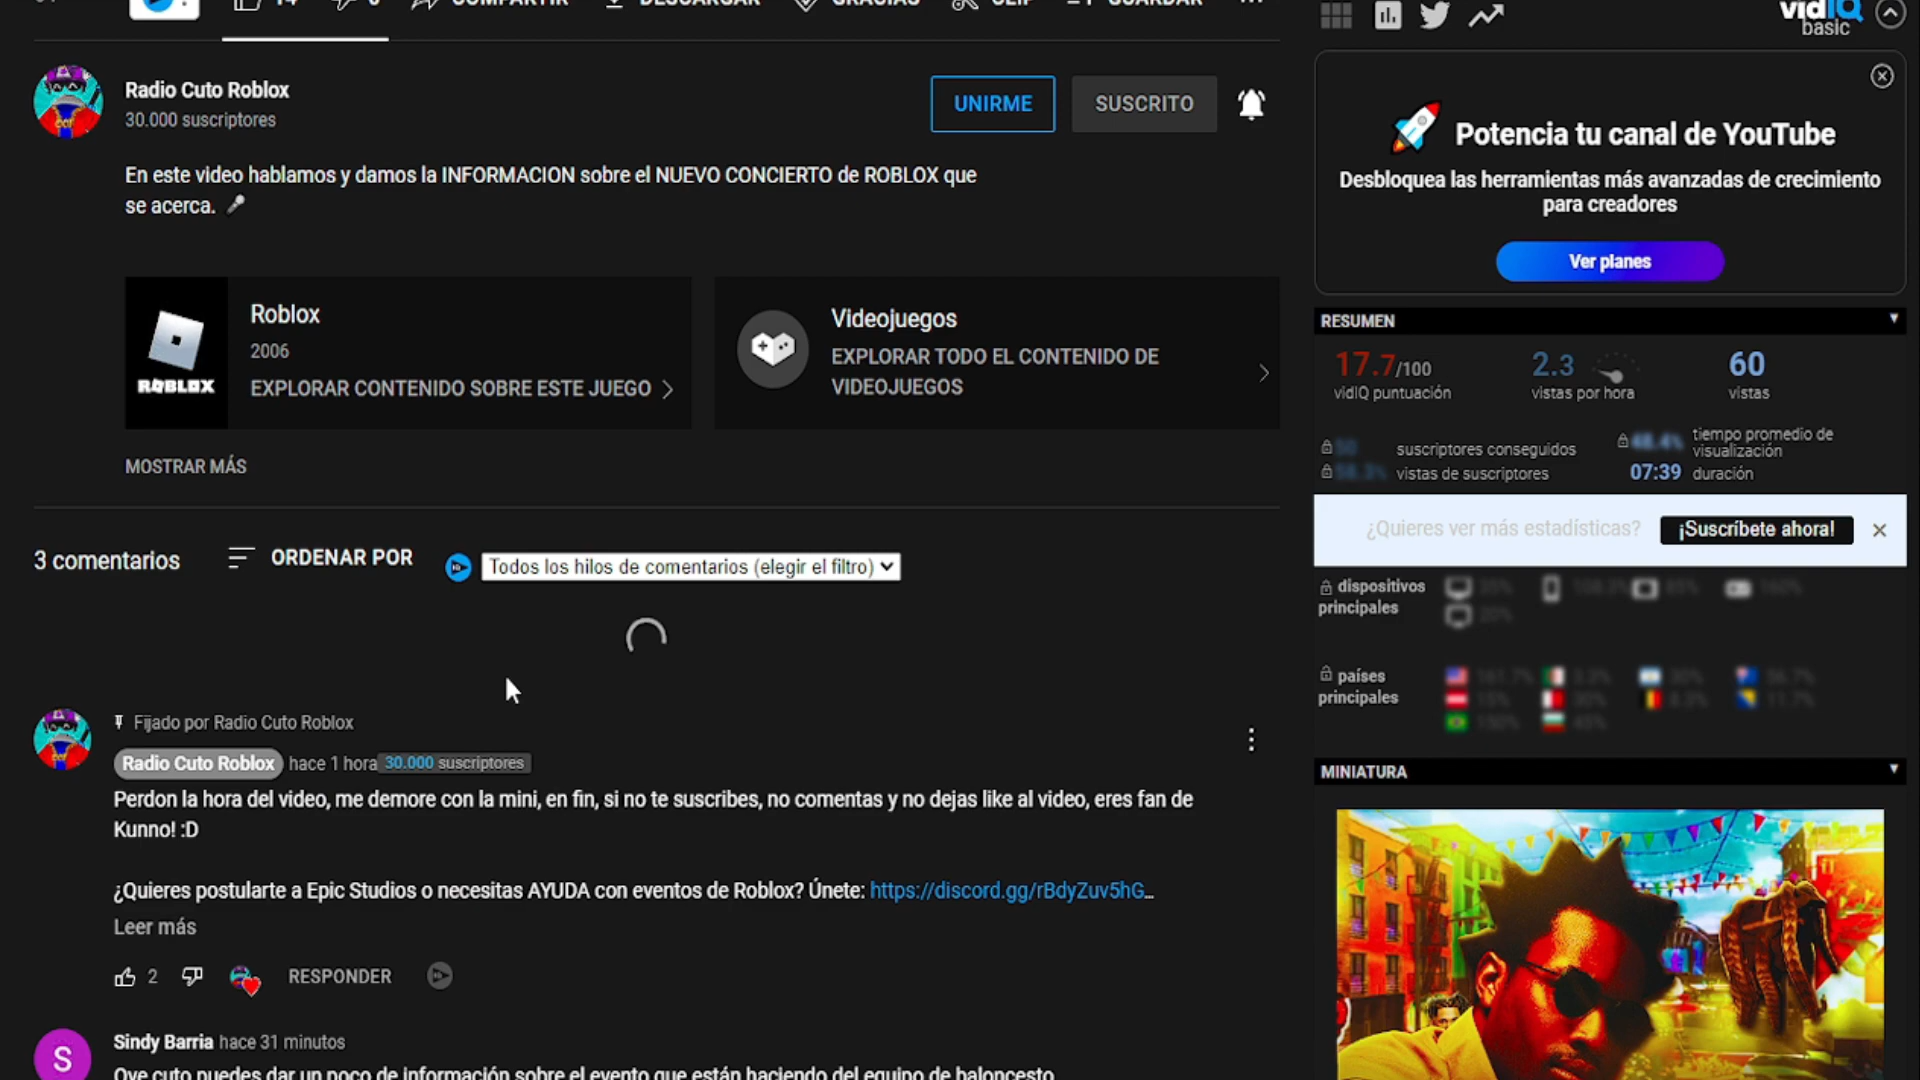 14
COMPARTIR
DESCARGAR
GRACIAS
CLIP
GUARDAR
Radio Cuto Roblox
30.000 suscriptores
UNIRME
SUSCRITO
En este video hablamos y damos la INFORMACION sobre el NUEVO CONCIERTO de ROBLOX que
se acerca.
ROBLOX
Roblox
2006
EXPLORAR CONTENIDO SOBRE ESTE JUEGO
Videojuegos
EXPLORAR TODO EL CONTENIDO DE
VIDEOJUEGOS
MOSTRAR MÁS
3 comentarios
ORDENAR POR
Todos los hilos de comentarios (elegir el filtro)
Fijado por Radio Cuto Roblox
Radio Cuto Roblox hace 1 hora 30.000 suscriptores
Perdon la hora del video, me demore con la mini, en fin, si no te suscribes, no comentas y no dejas like al video, eres fan de
Kunno! :D
¿Quieres postularte a Epic Studios o necesitas AYUDA con eventos de Roblox? Únete: https://discord.gg/rBdyZuv5hG...
Leer más
2
RESPONDER
S
Sindy Barria hace 31 minutos
Oye cuto puedes dar un poco de información sobre el evento que están haciendo del equipo de baloncesto
vidIQ
basic
Potencia tu canal de YouTube
Desbloquea las herramientas más avanzadas de crecimiento
para creadores
Ver planes
RESUMEN
17.7/100
vidIQ puntuación
2.3
vistas por hora
60
vistas
suscriptores conseguidos
vistas de suscriptores
tiempo promedio de
visualización
07:39 duración
¿Quieres ver más estadísticas?
¡Suscríbete ahora!
dispositivos
principales
países
principales
MINIATURA